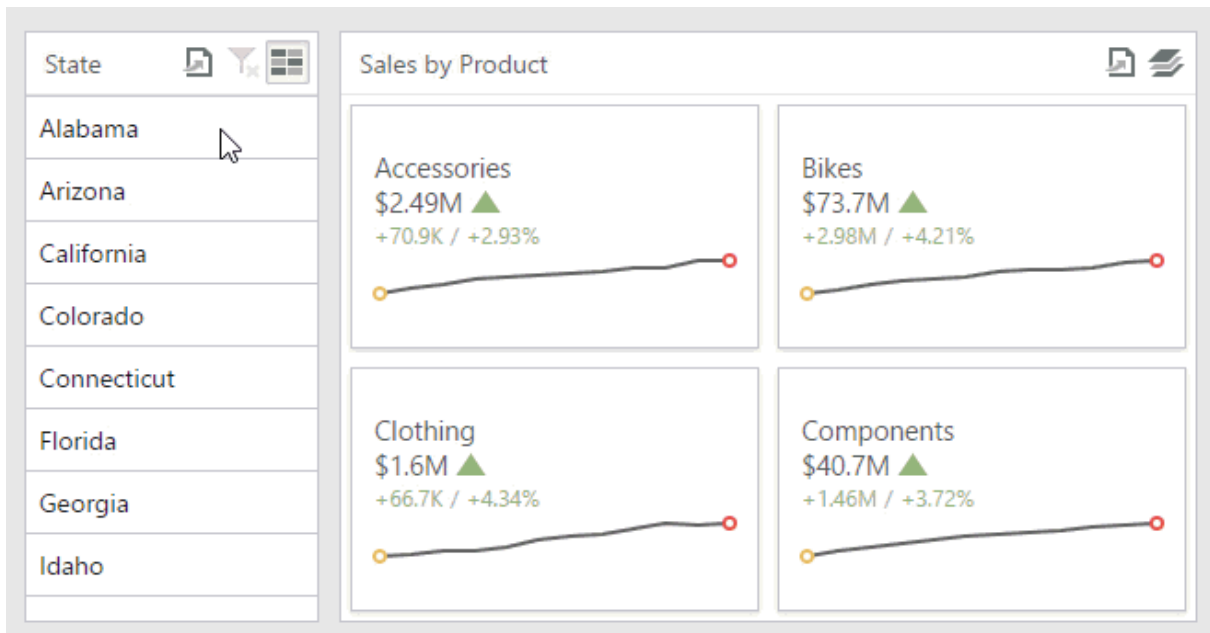 State
Alabama
Arizona
California
Colorado
Connecticut
Florida
Georgia
Idaho
Sales by Product
Accessories
$2.49M
+70.9K / +2.93%
Bikes
$73.7M
+2.98M / +4.21%
Clothing
$1.6M
+66.7K / +4.34%
Components
$40.7M
+1.46M / +3.72%